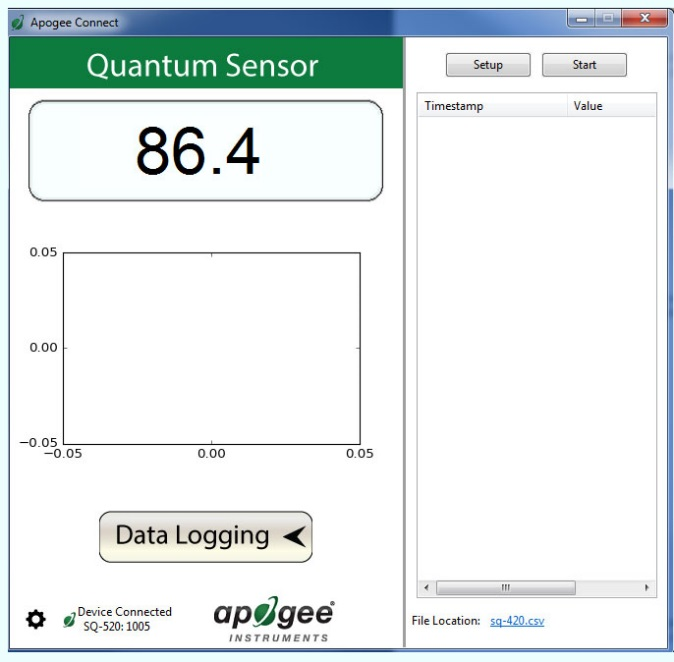 Apogee Connect
Quantum Sensor
86.4
0.05
0.00
−0.05
−0.05 0.00 0.05
Data Logging
Device Connected
SQ-520: 1005
apogee
INSTRUMENTS
Setup Start
Timestamp Value
File Location: sq-420.csv